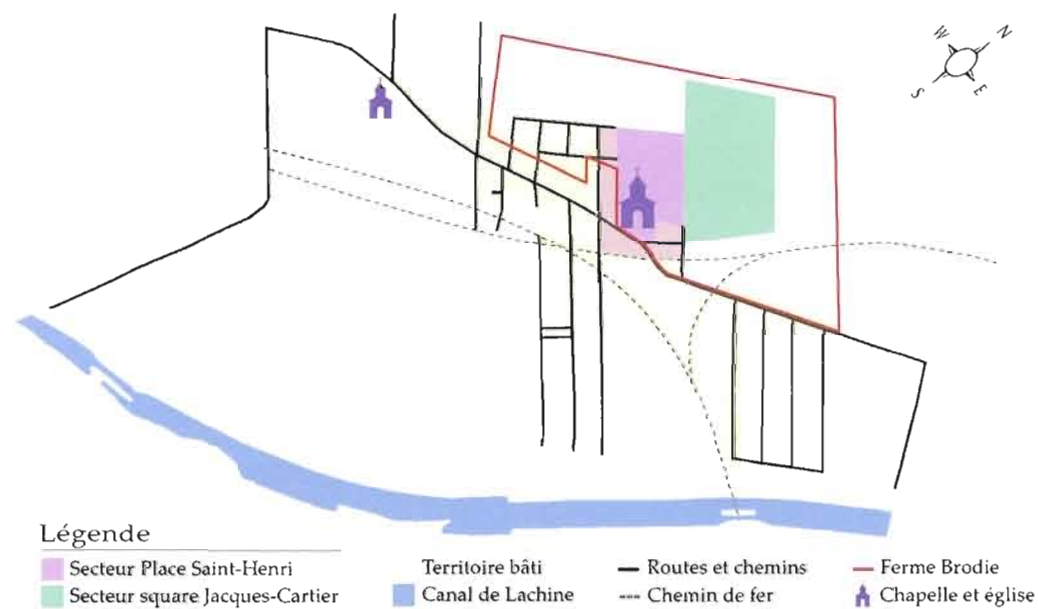 W N
S E
Légende
Secteur Place Saint-Henri
Secteur square Jacques-Cartier
Territoire bâti
Canal de Lachine
Routes et chemins
Chemin de fer
Ferme Brodie
Chapelle et église